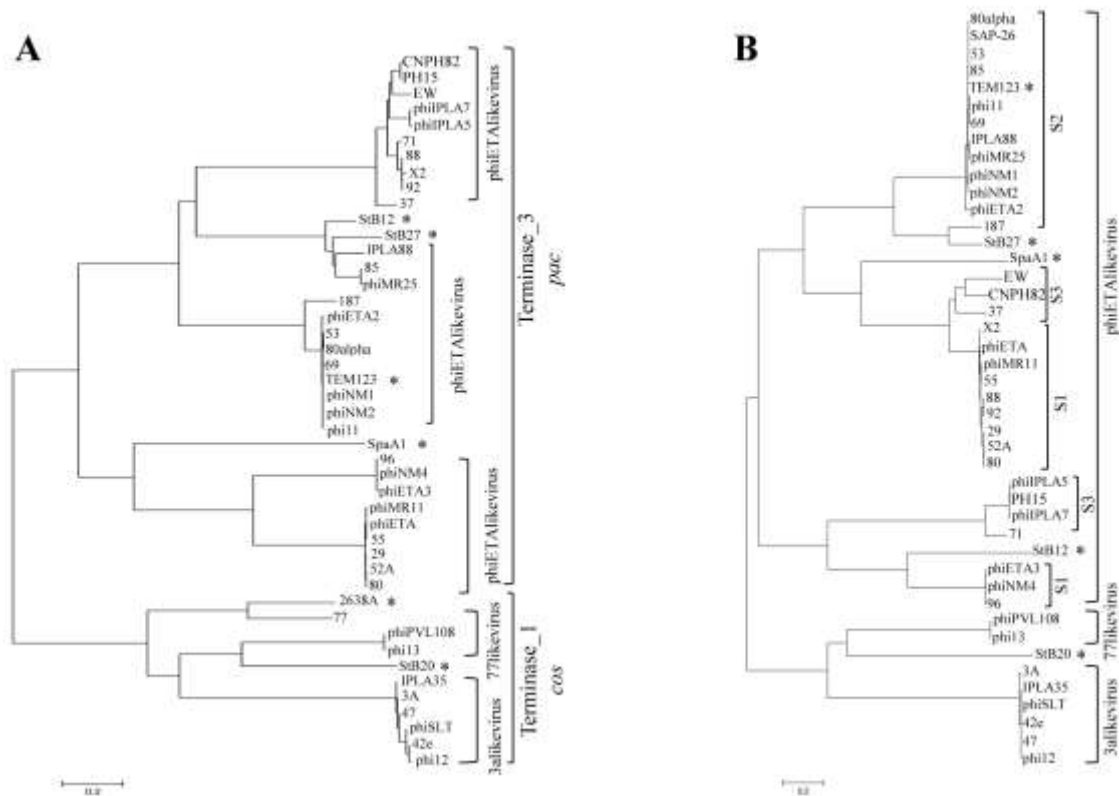 A
CNPH82
PH15
EW
phiIPLA7
phiIPLA5
71
88
X2
92
37
StB12 *
StB27 *
IPLA88
85
phiMR25
187
phiETA2
53
80alpha
69
TEM123 *
phiNM1
phiNM2
phi11
SpaA1 *
96
phiNM4
phiETA3
phiMR11
phiETA
55
29
52A
80
2638A *
77
phiPVL108
phi13
StB20 *
IPLA35
3A
47
phiSLT
42e
phi12
phiETAlikevirus
phiETAlikevirus
phiETAlikevirus
77likevirus
3alikevirus
Terminase_3
pac
Terminase_1
cos
B
80alpha
SAP-26
53
85
TEM123 *
phi11
69
IPLA88
phiMR25
phiNM1
phiNM2
phiETA2
187
StB27 *
SpaA1 *
EW
CNPH82
37
X2
phiETA
phiMR11
55
88
92
29
52A
80
phiIPLA5
PH15
phiIPLA7
71
StB12 *
phiETA3
phiNM4
96
phiPVL108
phi13
StB20 *
3A
IPLA35
phiSLT
42e
47
phi12
S2
S3
S1
S3
S1
phiETAlikevirus
77likevirus
3alikevirus